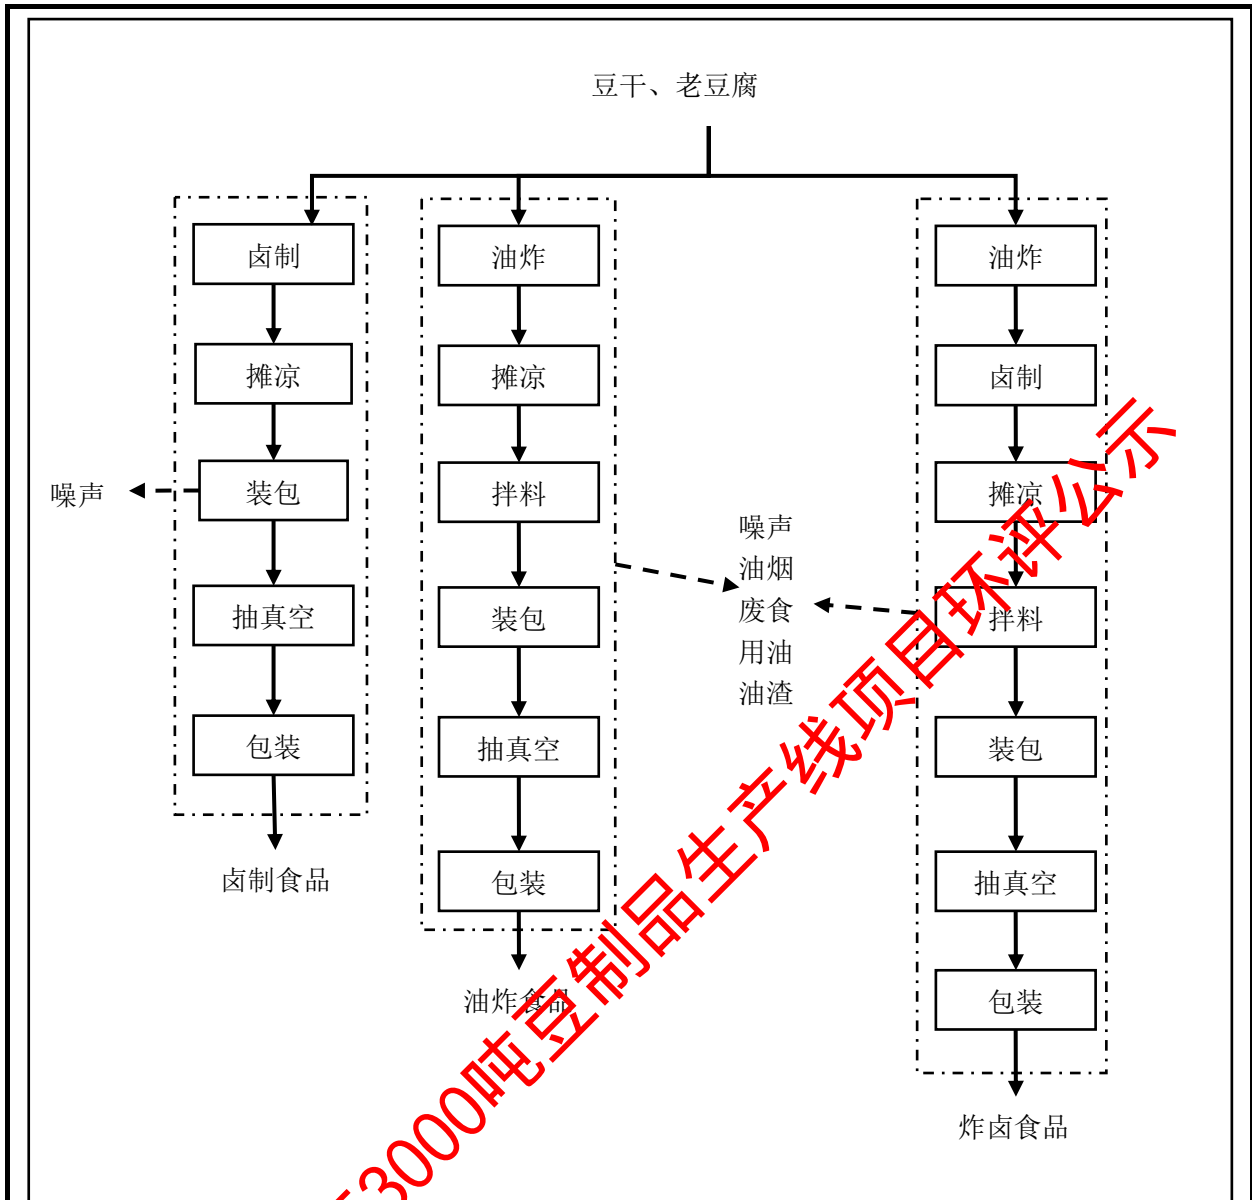 豆干、老豆腐
卤制
摊凉
装包
抽真空
包装
卤制食品
噪声
油炸
摊凉
拌料
装包
抽真空
包装
油炸食品
噪声
油烟
废食
用油
油渣
油炸
卤制
摊凉
拌料
装包
抽真空
包装
炸卤食品
3000吨豆制品生产线项目环评公示